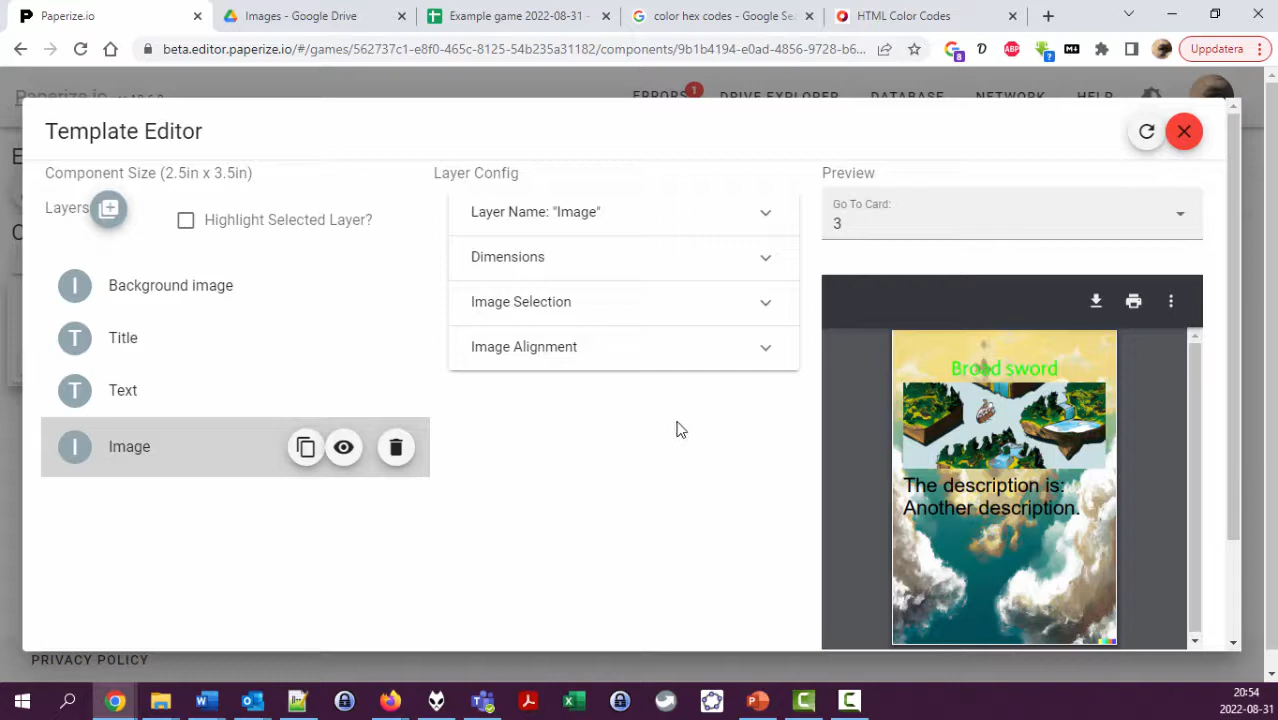 Paperize.io
Images - Google Drive
Example game 2022-08-31 -
color hex codes - Google Se
HTML Color Codes
beta.editor.paperize.io/#/games/562737c1-e8f0-465c-8125-54b235a31182/components/9b1b4194-e0ad-4856-9728-b6...
8
ABP
?
Uppdatera
Paperize.io
ERRORS
1
DRIVE EXPLORER
DATABASE
NETWORK
HELP
Template Editor
Component Size (2.5in x 3.5in)
Layer Config
Preview
Layers
Highlight Selected Layer?
Layer Name: "Image"
Go To Card:
3
Dimensions
I
Background image
Image Selection
T
Title
Image Alignment
T
Text
I
Image
Broad sword
The description is:
Another description.
PRIVACY POLICY
20:54
2022-08-31